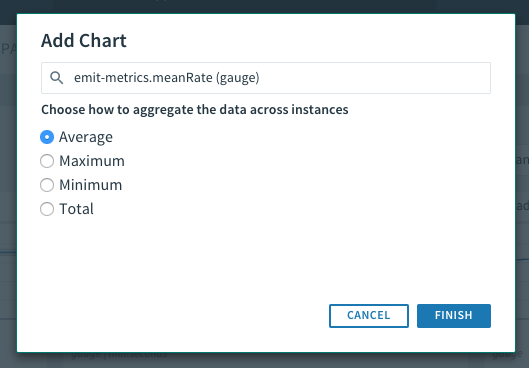 Add Chart
emit-metrics.meanRate (gauge)
Choose how to aggregate the data across instances
Average
Maximum
Minimum
Total
CANCEL FINISH